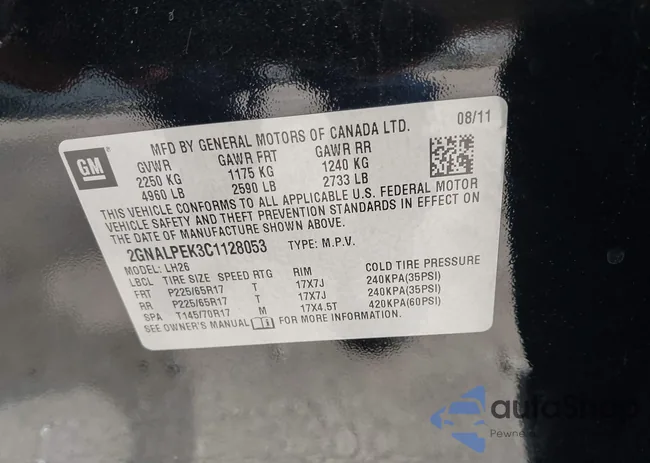 MFD BY GENERAL MOTORS OF CANADA LTD. 08/11
GM
GVWR GAWR FRT GAWR RR
2250 KG 1175 KG 1240 KG
4960 LB 2590 LB 2733 LB
THIS VEHICLE CONFORMS TO ALL APPLICABLE U.S. FEDERAL MOTOR
VEHICLE SAFETY AND THEFT PREVENTION STANDARDS IN EFFECT ON
THE DATE OF MANUFACTURE SHOWN ABOVE.
2GNALPEK3C1128053 TYPE: M.P.V.
MODEL: LH26
LBCL TIRE SIZE SPEED RTG RIM COLD TIRE PRESSURE
FRT P225/65R17 T 17X7J 240KPA(35PSI)
RR P225/65R17 T 17X7J 240KPA(35PSI)
SPA T145/70R17 M 17X4.5T 420KPA(60PSI)
SEE OWNER'S MANUAL FOR MORE INFORMATION.
autoShop
Powered